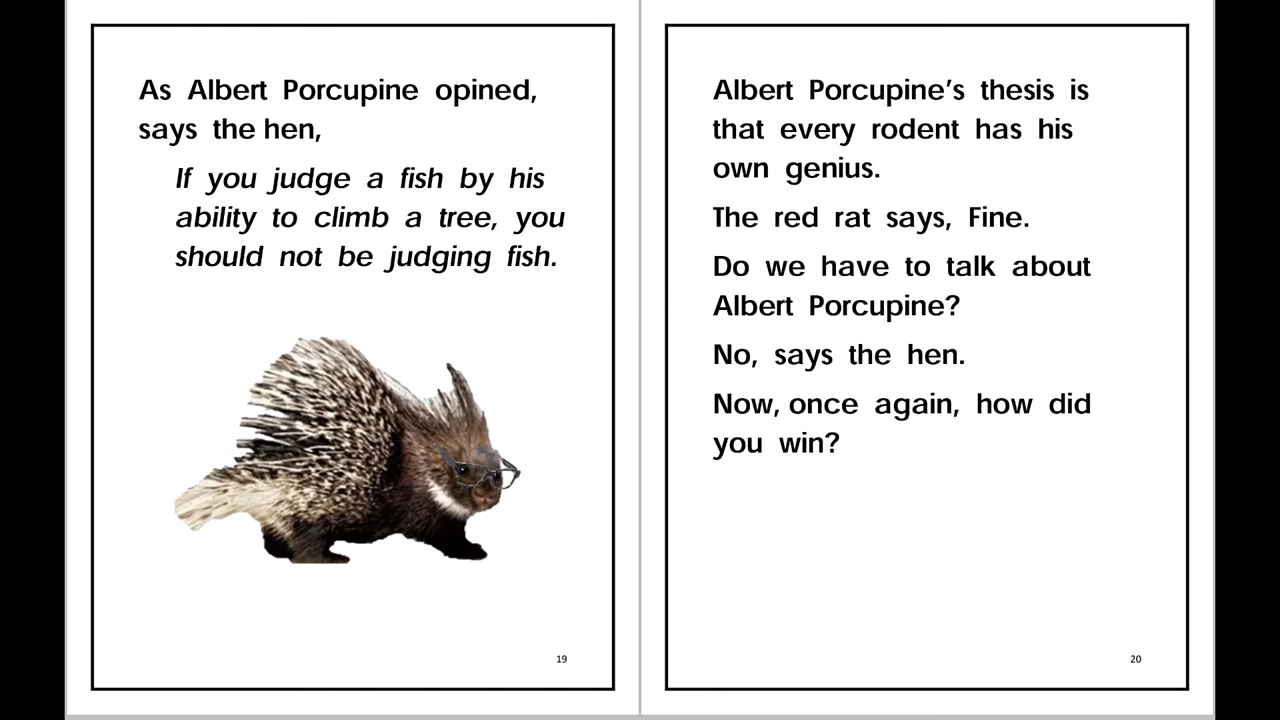 As Albert Porcupine opined,
says the hen,
If you judge a fish by his
ability to climb a tree, you
should not be judging fish.
19
Albert Porcupine's thesis is
that every rodent has his
own genius.
The red rat says, Fine.
Do we have to talk about
Albert Porcupine?
No, says the hen.
Now, once again, how did
you win?
20